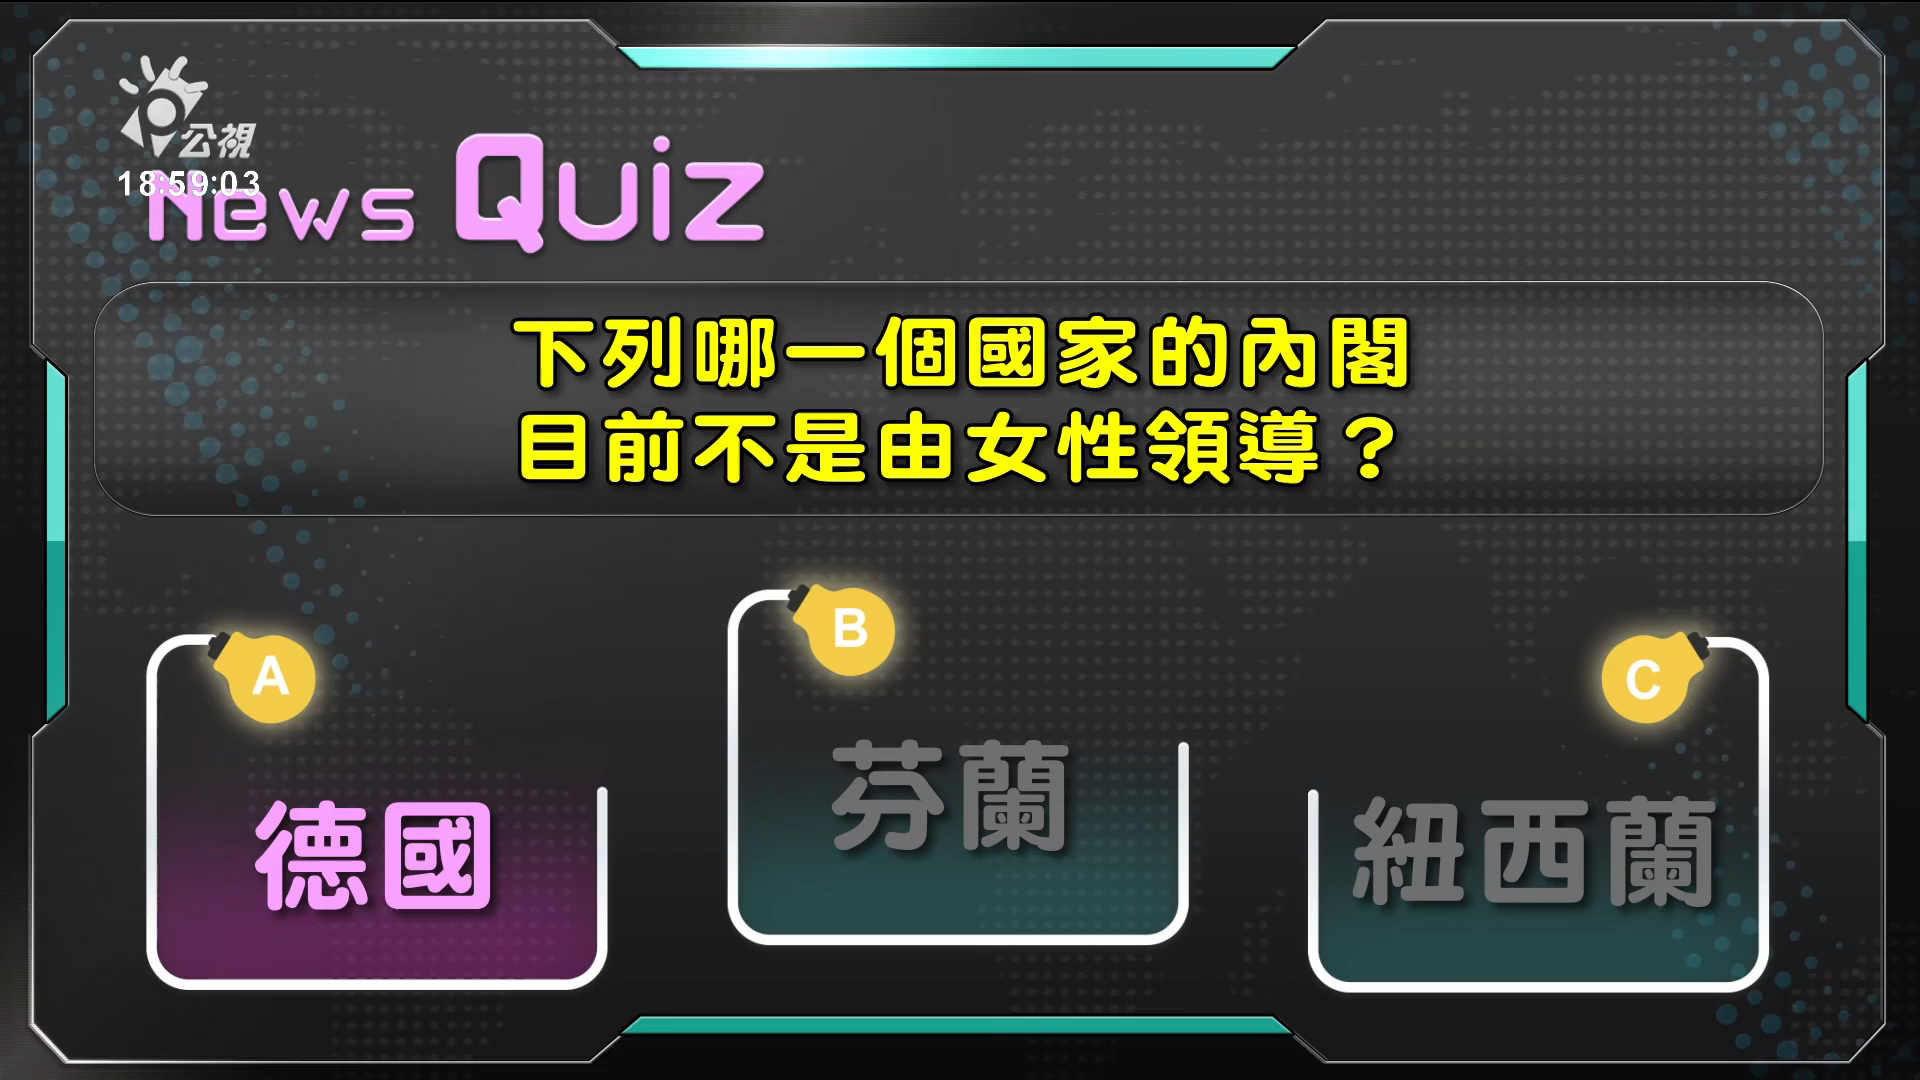 公視
18:59:03
News Quiz
下列哪一個國家的內閣
目前不是由女性領導？
A
德國
B
芬蘭
C
紐西蘭